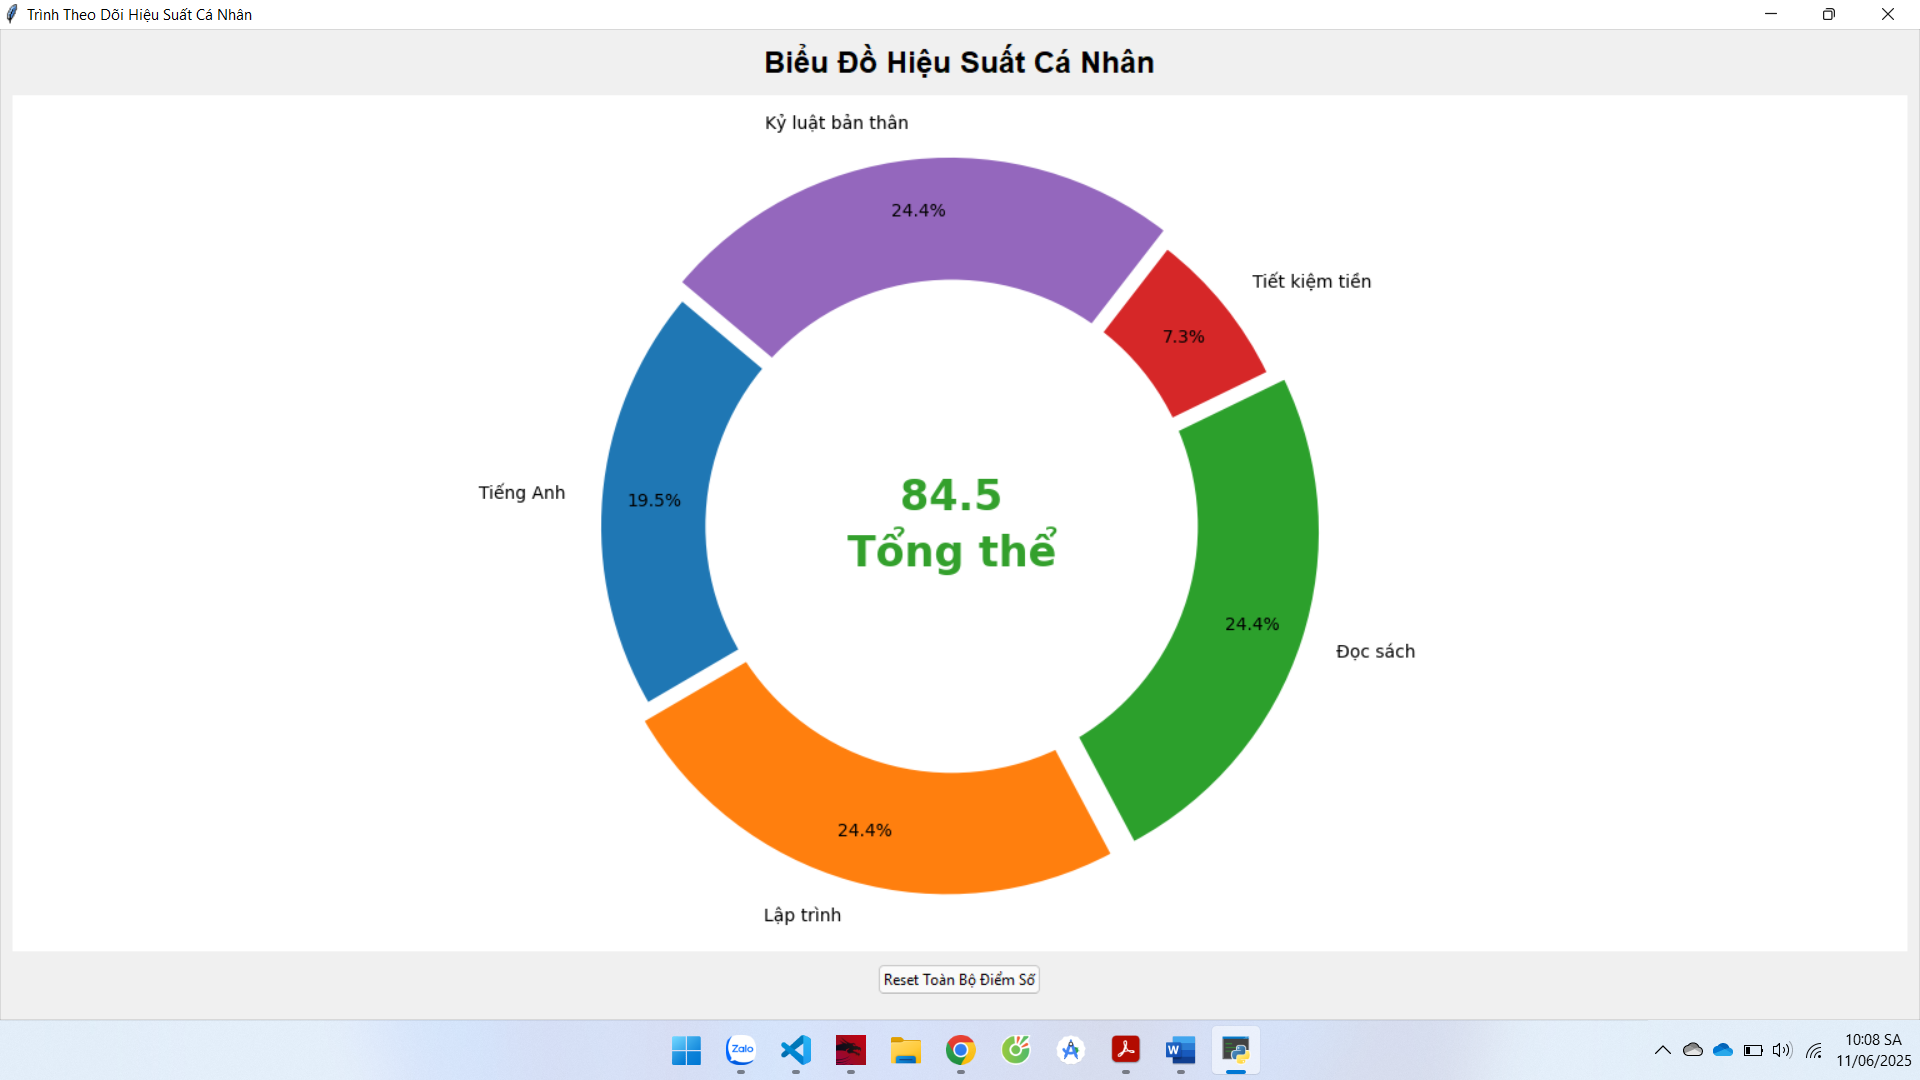 Trình Theo Dõi Hiệu Suất Cá Nhân
Biểu Đồ Hiệu Suất Cá Nhân
Kỷ luật bản thân
24.4%
Tiết kiệm tiền
7.3%
Tiếng Anh
19.5%
84.5
Tổng thể
24.4%
Đọc sách
24.4%
Lập trình
Reset Toàn Bộ Điểm Số
Zalo
W
10:08 SA
11/06/2025